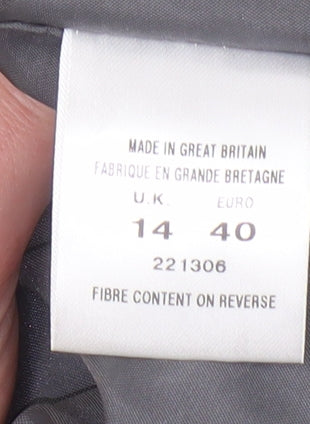 MADE IN GREAT BRITAIN
FABRIQUE EN GRANDE BRETAGNE
U.K. EURO
14 40
221306
FIBRE CONTENT ON REVERSE